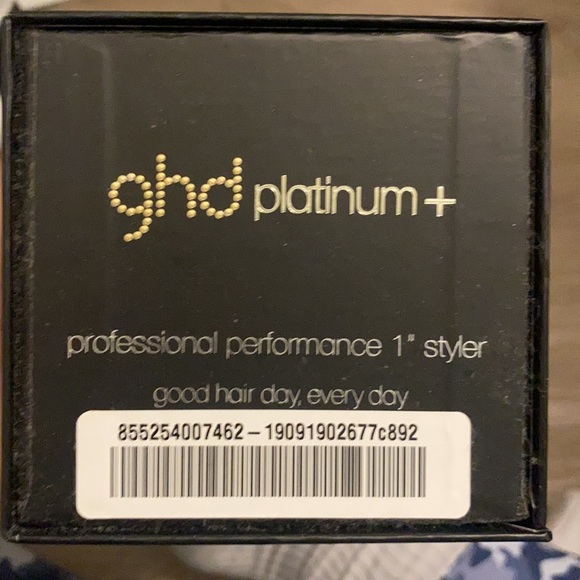 ghd platinum+
professional performance 1" styler
good hair day, every day
855254007462-19091902677c892